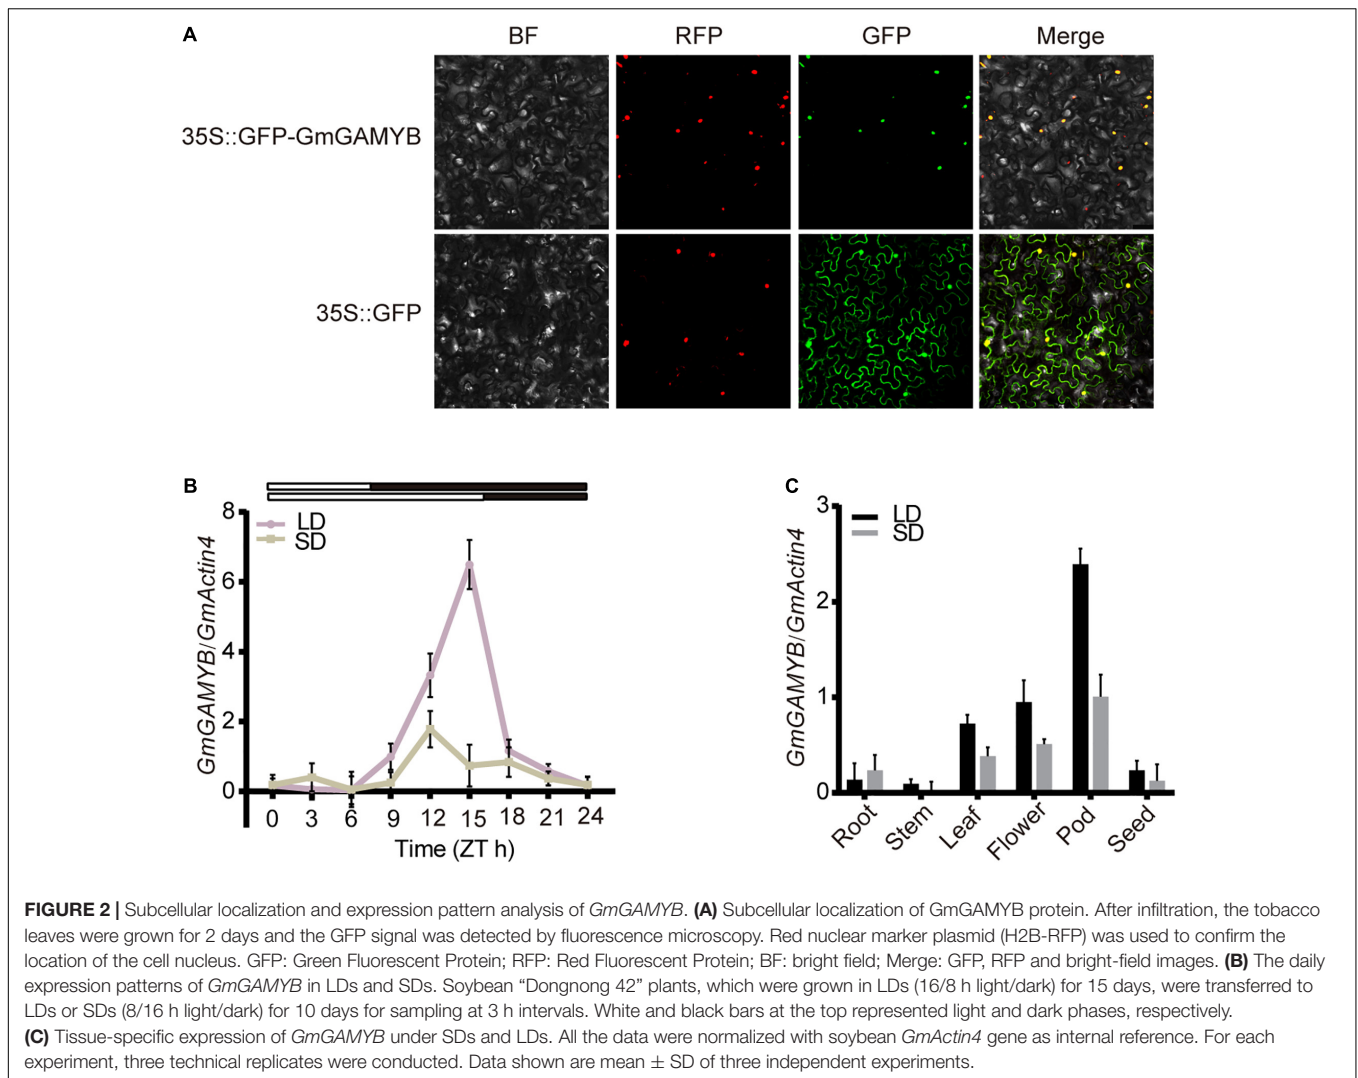 A
BF RFP GFP Merge
35S::GFP-GmGAMYB
35S::GFP
B
8
6
4
2
0
GmGAMYB/GmActin4
LD
SD
0 3 6 9 12 15 18 21 24
Time (ZT h)
C
3
2
1
0
GmGAMYB/GmActin4
LD
SD
Root Stem Leaf Flower Pod Seed
FIGURE 2 | Subcellular localization and expression pattern analysis of GmGAMYB. (A) Subcellular localization of GmGAMYB protein. After infiltration, the tobacco
leaves were grown for 2 days and the GFP signal was detected by fluorescence microscopy. Red nuclear marker plasmid (H2B-RFP) was used to confirm the
location of the cell nucleus. GFP: Green Fluorescent Protein; RFP: Red Fluorescent Protein; BF: bright field; Merge: GFP, RFP and bright-field images. (B) The daily
expression patterns of GmGAMYB in LDs and SDs. Soybean “Dongnong 42” plants, which were grown in LDs (16/8 h light/dark) for 15 days, were transferred to
LDs or SDs (8/16 h light/dark) for 10 days for sampling at 3 h intervals. White and black bars at the top represented light and dark phases, respectively.
(C) Tissue-specific expression of GmGAMYB under SDs and LDs. All the data were normalized with soybean GmActin4 gene as internal reference. For each
experiment, three technical replicates were conducted. Data shown are mean ± SD of three independent experiments.